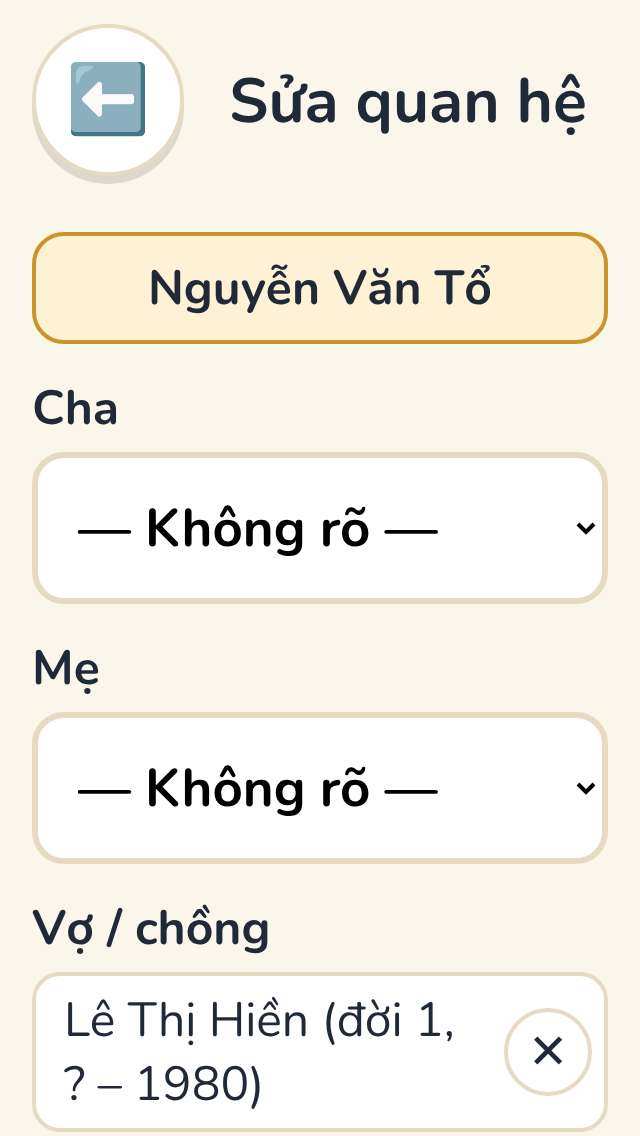 Sửa quan hệ
Nguyễn Văn Tổ
Cha
— Không rõ —
Mẹ
— Không rõ —
Vợ / chồng
Lê Thị Hiền (đời 1,
? – 1980)